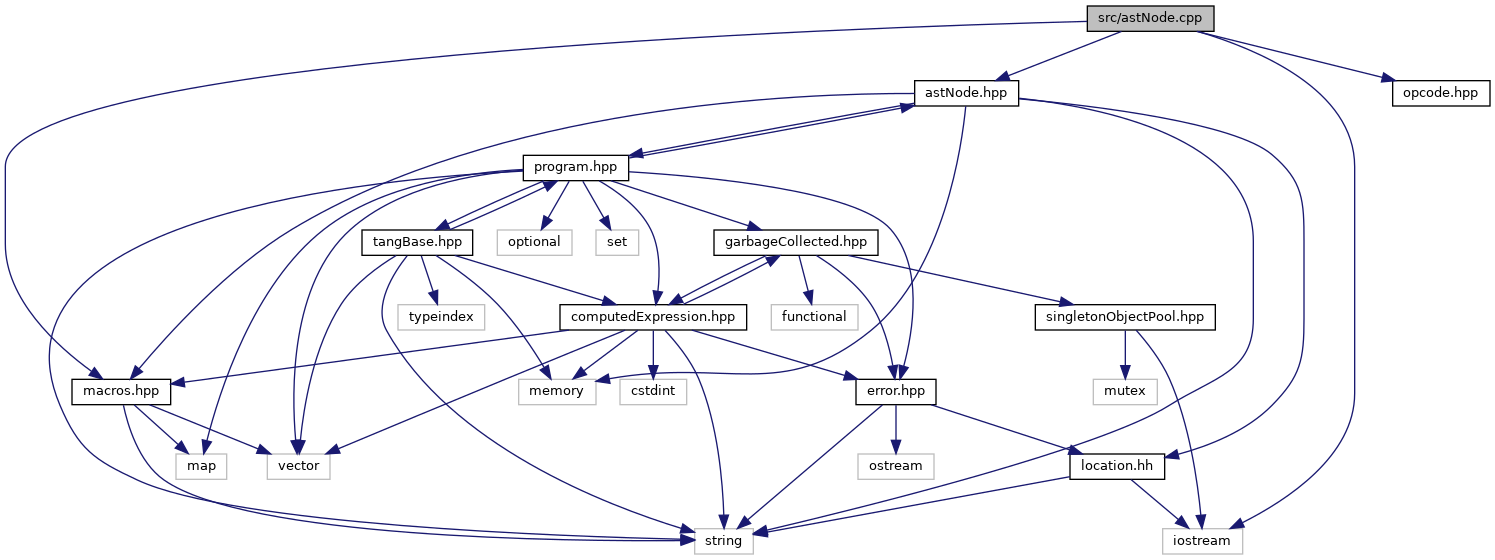 src/astNode.cpp
astNode.hpp
opcode.hpp
program.hpp
tangBase.hpp
optional
set
garbageCollected.hpp
typeindex
computedExpression.hpp
functional
singletonObjectPool.hpp
macros.hpp
memory
cstdint
error.hpp
mutex
map
vector
ostream
location.hh
string
iostream